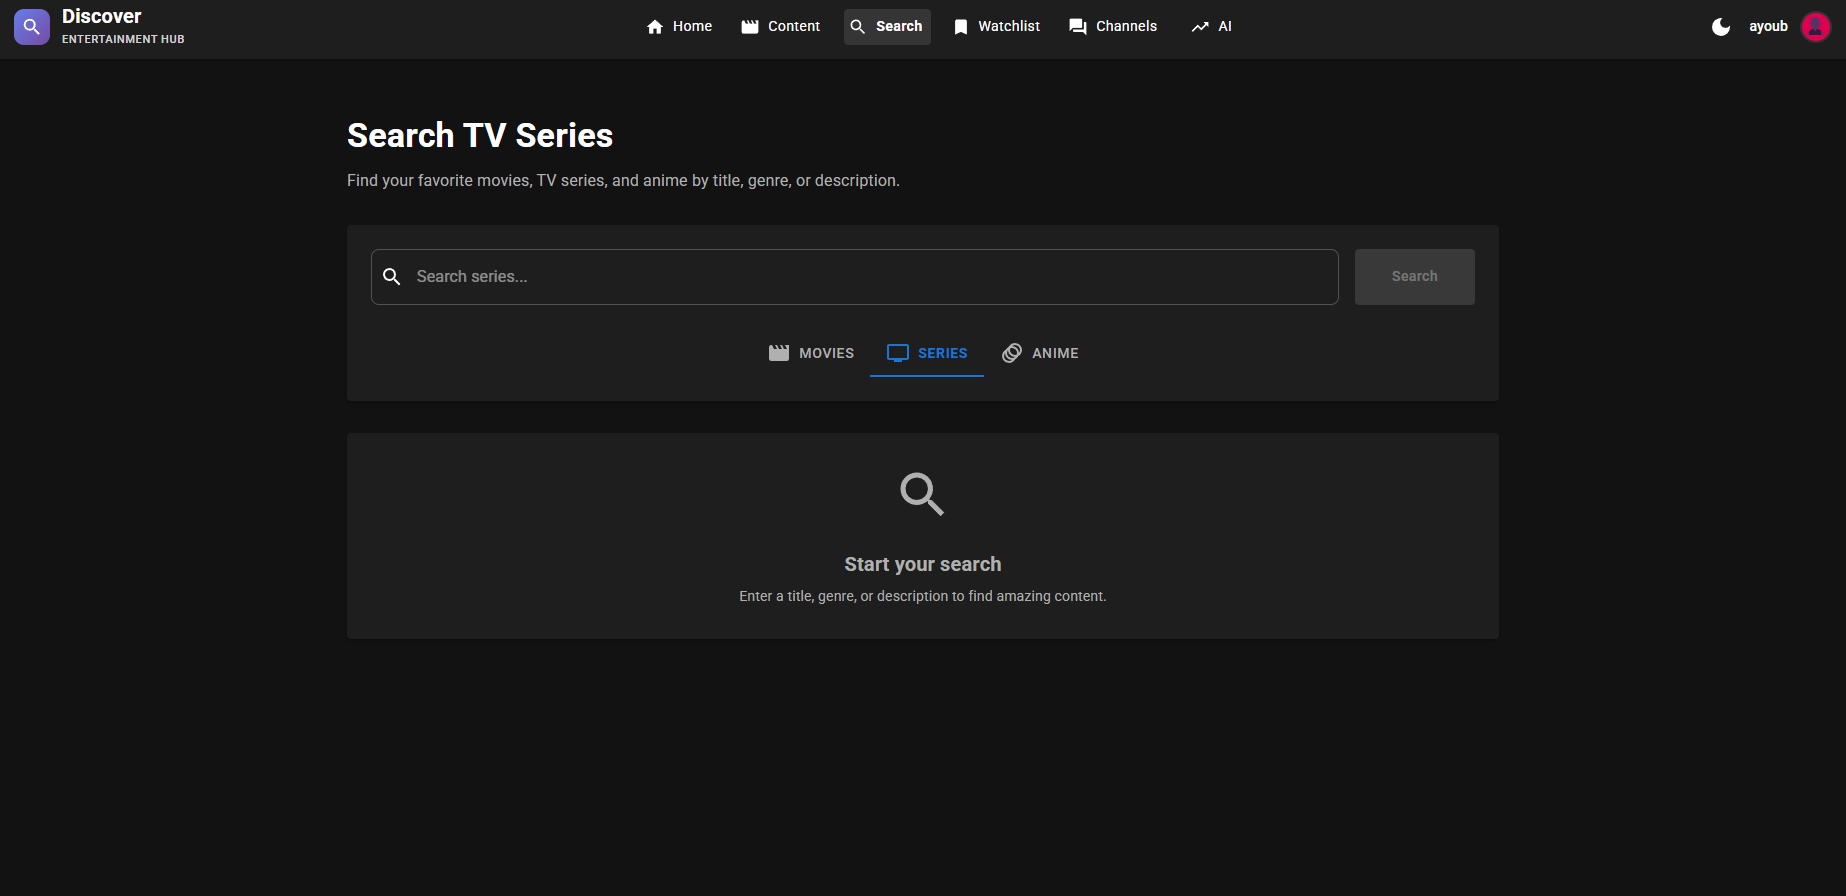 Discover
ENTERTAINMENT HUB
Home
Content
Search
Watchlist
Channels
AI
ayoub
Search TV Series
Find your favorite movies, TV series, and anime by title, genre, or description.
Search series...
Search
MOVIES
SERIES
ANIME
Start your search
Enter a title, genre, or description to find amazing content.